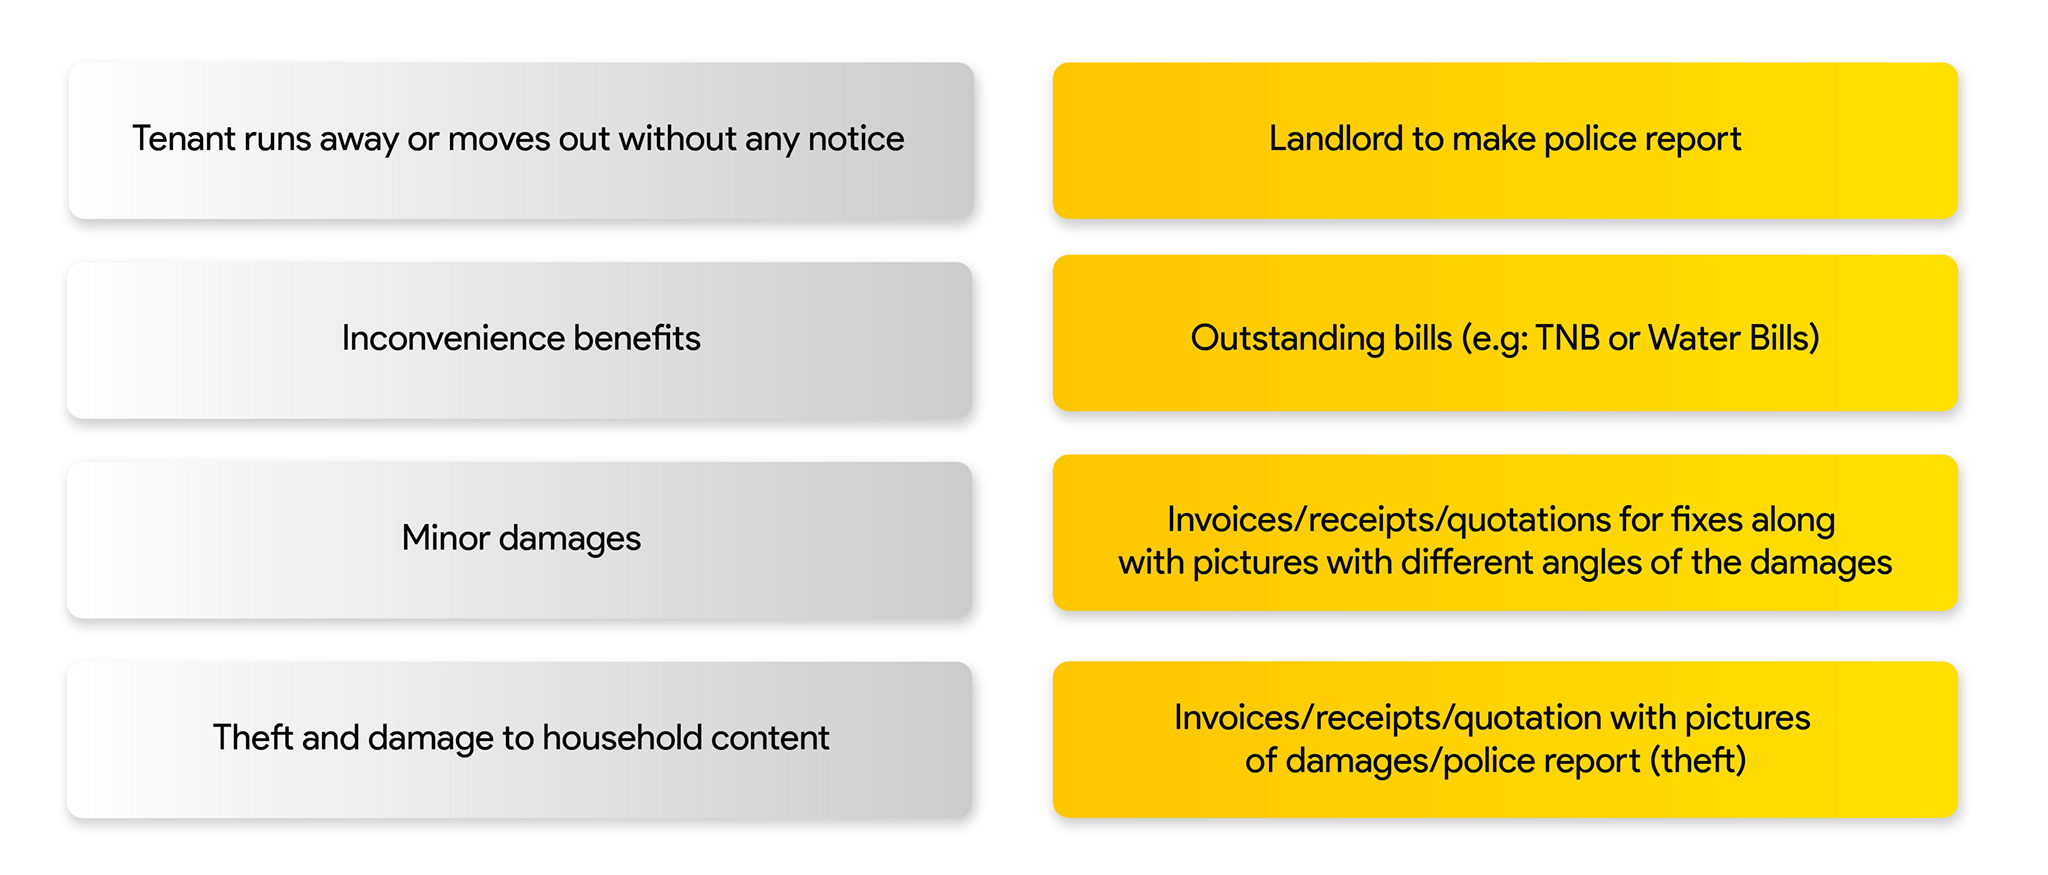 Tenant runs away or moves out without any notice
Landlord to make police report
Inconvenience benefits
Outstanding bills (e.g: TNB or Water Bills)
Minor damages
Invoices/receipts/quotations for fixes along
with pictures with different angles of the damages
Theft and damage to household content
Invoices/receipts/quotation with pictures
of damages/police report (theft)